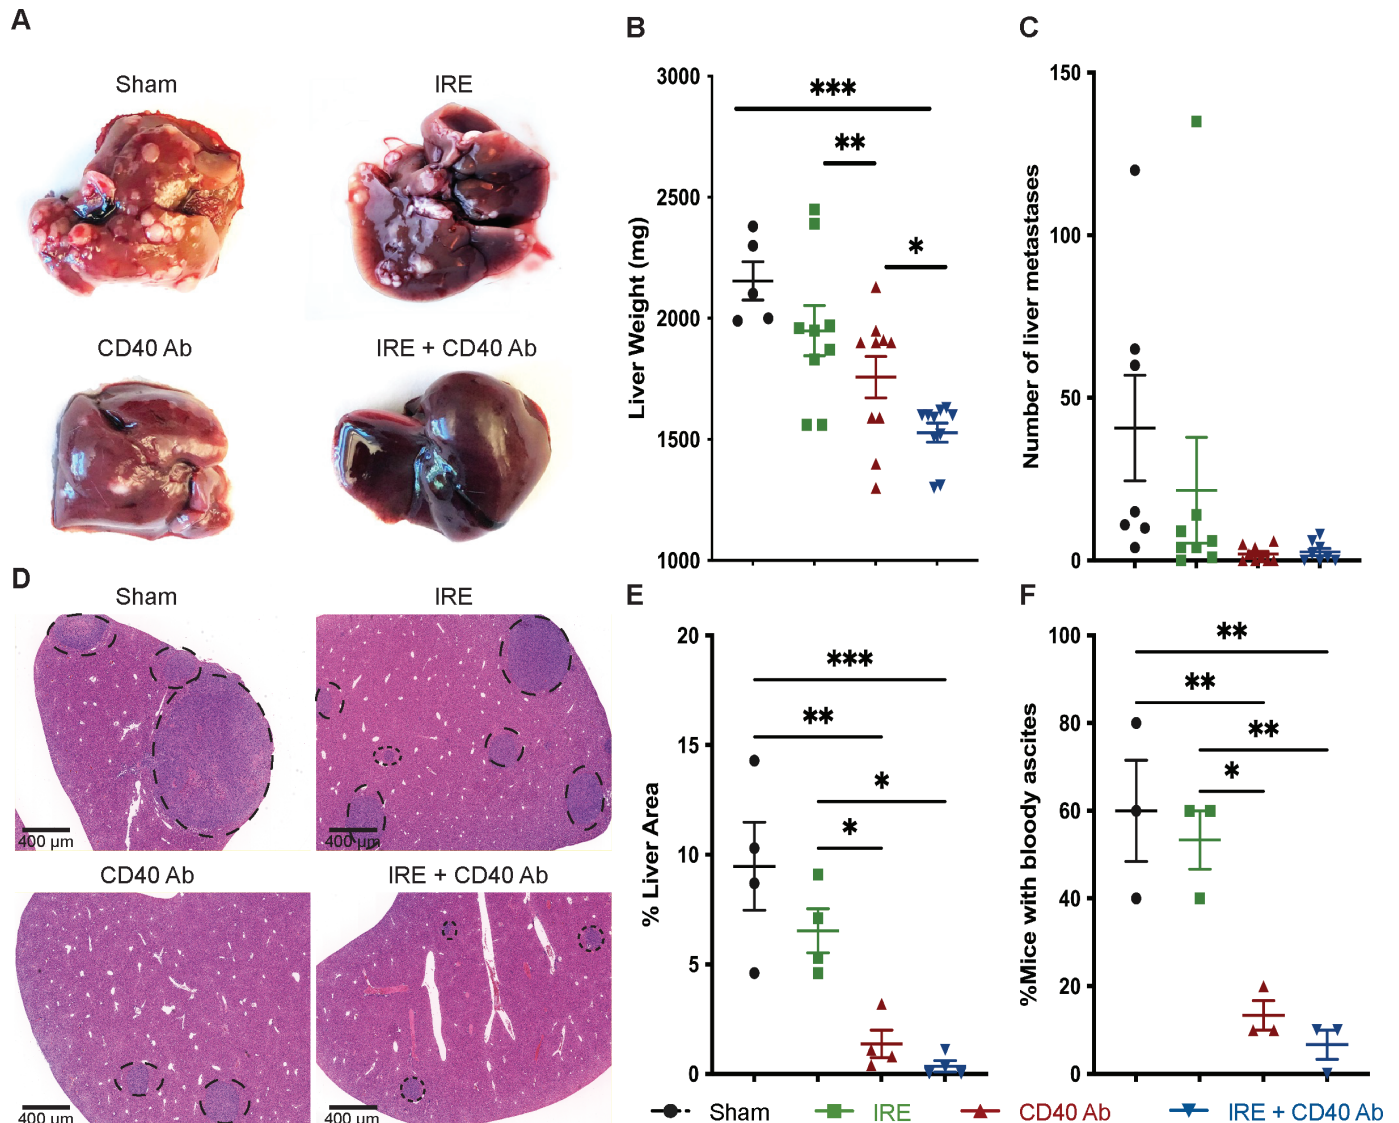 A
Sham
IRE
CD40 Ab
IRE + CD40 Ab
B
Liver Weight (mg)
3000
2500
2000
1500
1000
***
**
*
C
Number of liver metastases
150
100
50
0
D
Sham
IRE
400 µm
400 µm
CD40 Ab
IRE + CD40 Ab
400 µm
400 µm
E
% Liver Area
20
15
10
5
0
***
**
*
*
F
%Mice with bloody ascites
100
80
60
40
20
0
**
**
**
*
Sham
IRE
CD40 Ab
IRE + CD40 Ab